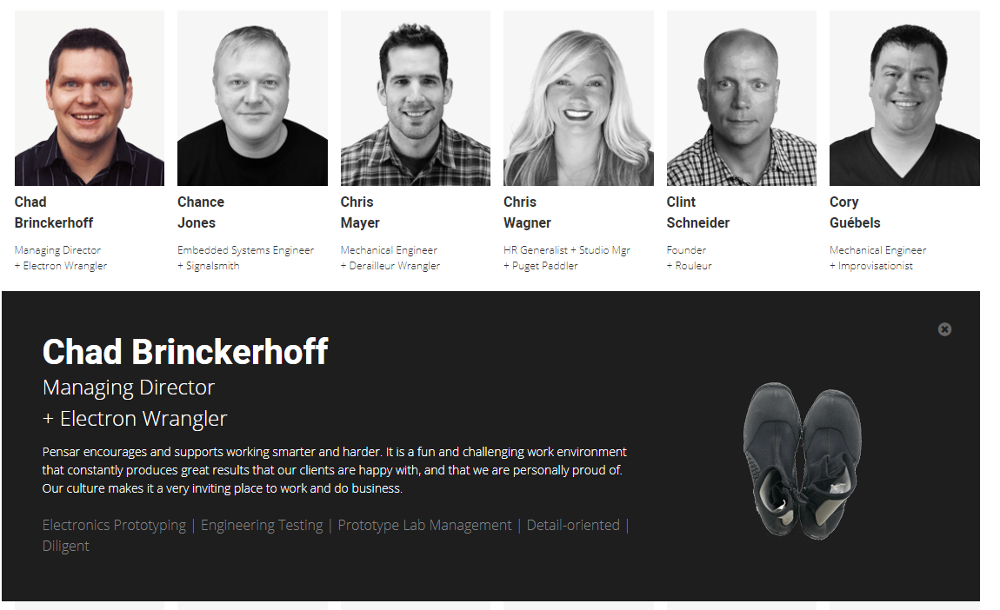 Chad
Brinckerhoff
Managing Director
+ Electron Wrangler
Chance
Jones
Embedded Systems Engineer
+ Signalsmith
Chris
Mayer
Mechanical Engineer
+ Derailleur Wrangler
Chris
Wagner
HR Generalist + Studio Mgr
+ Puget Paddler
Clint
Schneider
Founder
+ Rouleur
Cory
Guébels
Mechanical Engineer
+ Improvisationist
Chad Brinckerhoff
Managing Director
+ Electron Wrangler
Pensar encourages and supports working smarter and harder. It is a fun and challenging work environment
that constantly produces great results that our clients are happy with, and that we are personally proud of.
Our culture makes it a very inviting place to work and do business.
Electronics Prototyping | Engineering Testing | Prototype Lab Management | Detail-oriented |
Diligent